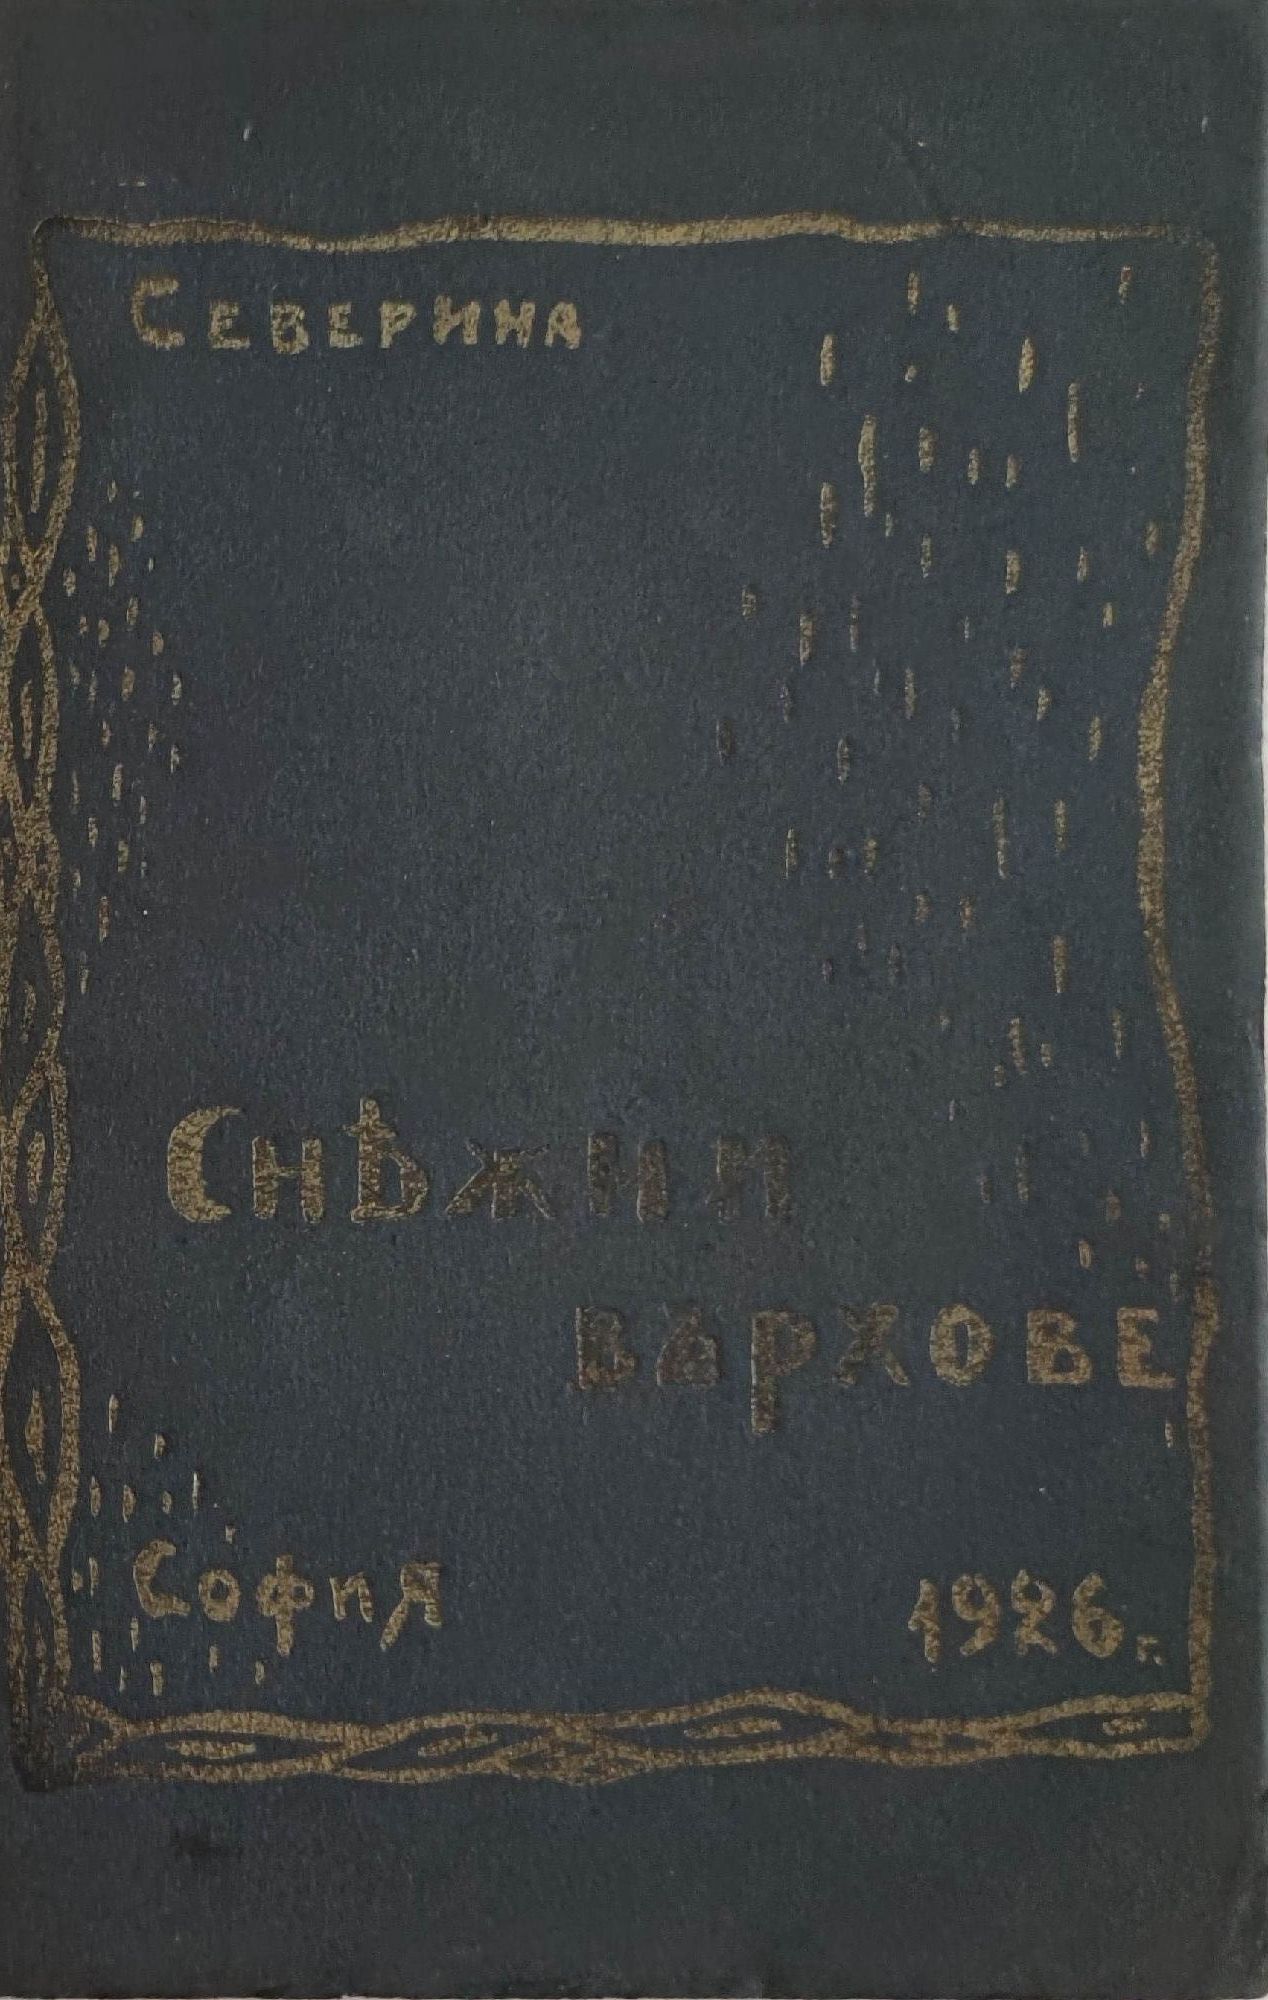 Северина
Снѣжни
върхове
София
1926 г.